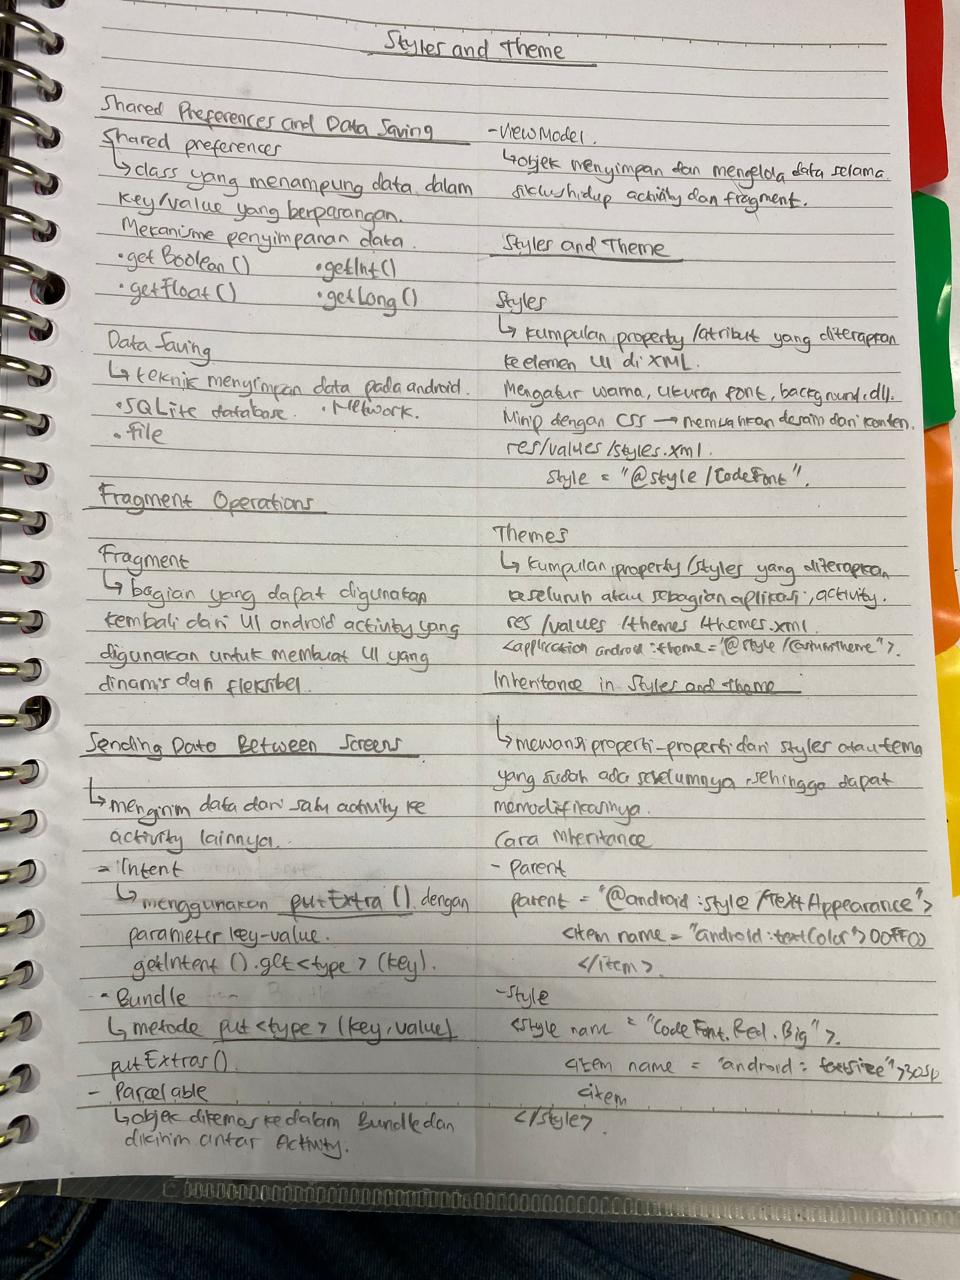 Styles and Theme
Shared Preferences and Data Saving
Shared preferences
↳ class yang menampung data dalam
key/value yang berpasangan.
Mekanisme penyimpanan data.
• getBoolean() • getInt()
• getFloat() • getLong()
Data Saving
↳ teknik menyimpan data pada android.
• SQLite database. • Network.
• file
Fragment Operations
Fragment
↳ bagian yang dapat digunakan
kembali dari UI android activity yang
digunakan untuk membuat UI yang
dinamis dan fleksibel.
Sending Data Between Screens
↳ mengirim data dari satu activity ke
activity lainnya.
- Intent
↳ menggunakan putExtra() dengan
parameter key-value.
getIntent().get<type>(key).
- Bundle
↳ metode put<type>(key, value)
putExtras()
- Parcelable
↳ objek dikemas kedalam Bundle dan
dikirim antar Activity.
- ViewModel.
↳ objek menyimpan dan mengelola data selama
siklus hidup activity dan fragment.
Styles and Theme
Styles
↳ kumpulan property/atribut yang diterapkan
ke elemen UI di XML.
Mengatur warna, ukuran font, background, dll.
Mirip dengan CSS → memisahkan desain dari konten.
res/values/styles.xml.
style = "@style/CodeFont".
Themes
↳ kumpulan property/styles yang diterapkan
keseluruh atau sebagian aplikasi, activity.
res/values/themes/themes.xml.
<application android:theme="@style/CustomTheme">.
Inheritance in Styles and Theme
↳ mewarisi properti-properti dari styles atau tema
yang sudah ada sebelumnya, sehingga dapat
memodifikasinya.
Cara Inheritance
- Parent
parent = "@android:style/TextAppearance">
<item name = "android:textColor">00FF00
</item>.
- Style
<style name = "CodeFont.Red.Big">.
<item name = "android:textSize">30sp
<item
</style>.